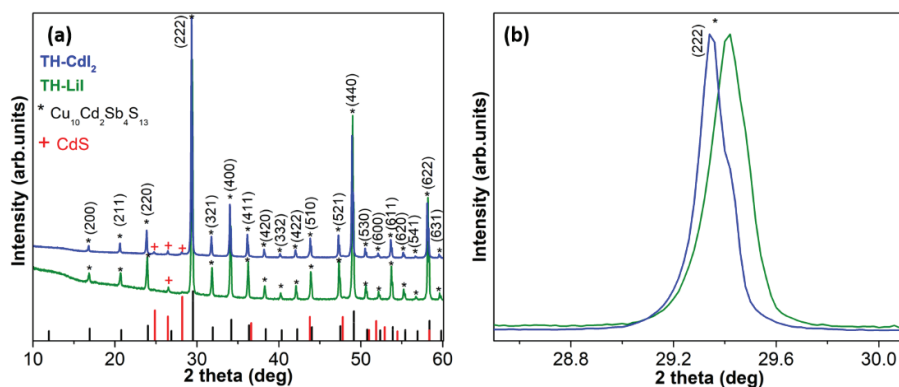 (a)
TH-CdI₂
TH-LiI
* Cu₁₀Cd₂Sb₄S₁₃
+ CdS
(200)
(211)
(220)
(222)
(321)
(400)
(411)
(420)
(332)
(422)
(510)
(440)
(521)
(530)
(600)
(611)
(620)
(541)
(622)
(631)
Intensity (arb.units)
10 20 30 40 50 60
2 theta (deg)
(b)
(222)
*
Intensity (arb.units)
28.8 29.2 29.6 30.0
2 theta (deg)